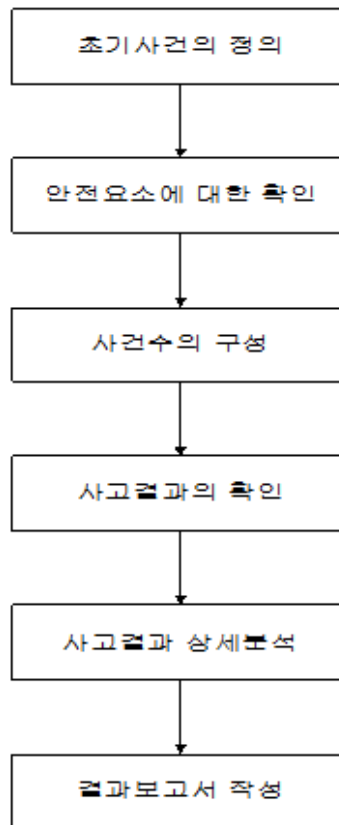 초기사건의 정의
안전요소에 대한 확인
사건수의 구성
사고결과의 확인
사고결과 상세분석
결과보고서 작성